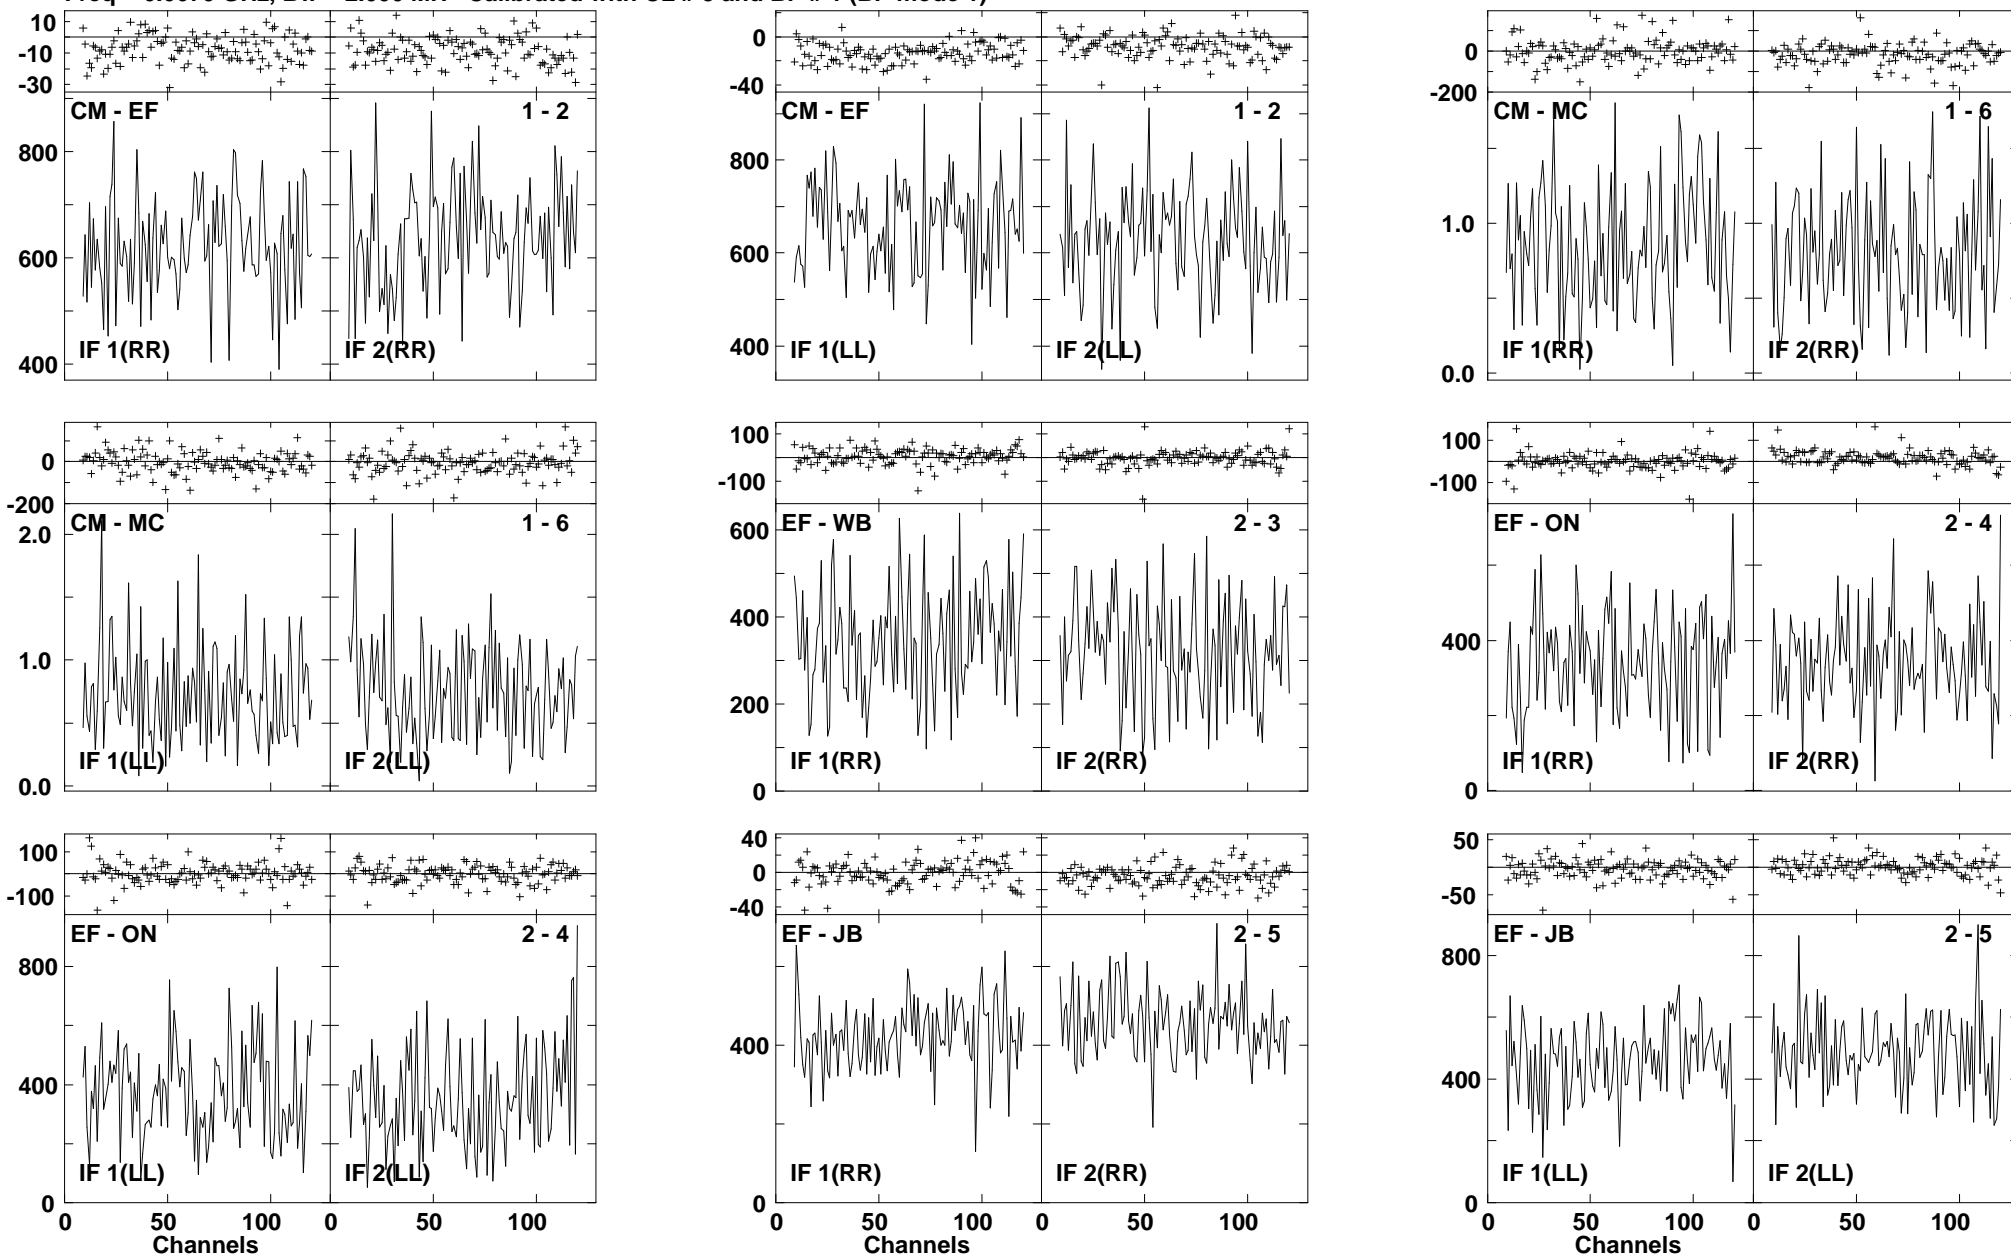 10
-10
-30
CM - EF
1 - 2
800
600
400
IF 1(RR)
IF 2(RR)
0
-40
CM - EF
1 - 2
800
600
400
IF 1(LL)
IF 2(LL)
0
-200
CM - MC
1 - 6
1.0
0.0
IF 1(RR)
IF 2(RR)
0
-200
CM - MC
1 - 6
2.0
1.0
0.0
IF 1(LL)
IF 2(LL)
100
-100
EF - WB
2 - 3
600
400
200
0
IF 1(RR)
IF 2(RR)
100
-100
EF - ON
2 - 4
400
0
IF 1(RR)
IF 2(RR)
100
-100
EF - ON
2 - 4
800
400
0
IF 1(LL)
IF 2(LL)
0 50 100 0 50 100
Channels
40
0
-40
EF - JB
2 - 5
400
0
IF 1(RR)
IF 2(RR)
0 50 100 0 50 100
Channels
50
-50
EF - JB
2 - 5
800
400
0
IF 1(LL)
IF 2(LL)
0 50 100 0 50 100
Channels